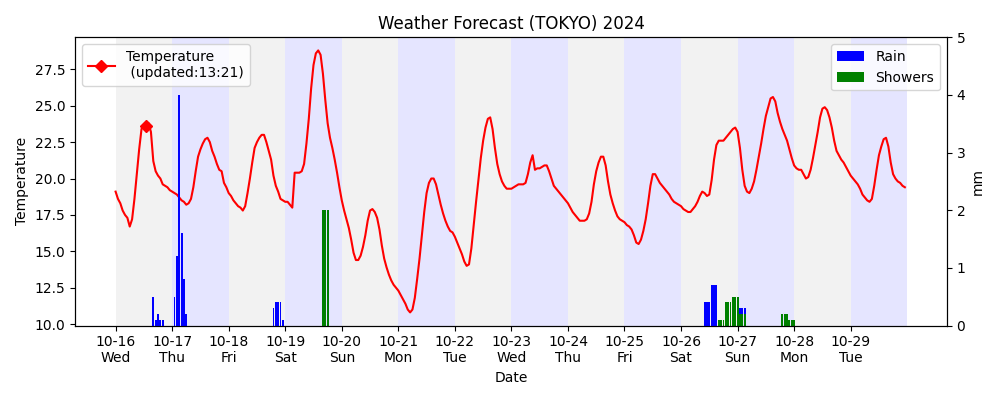 Weather Forecast (TOKYO) 2024
Temperature
(updated:13:21)
Rain
Showers
27.5
25.0
22.5
20.0
17.5
15.0
12.5
10.0
Temperature
5
4
3
2
1
0
mm
10-16 10-17 10-18 10-19 10-20 10-21 10-22 10-23 10-24 10-25 10-26 10-27 10-28 10-29
Wed Thu Fri Sat Sun Mon Tue Wed Thu Fri Sat Sun Mon Tue
Date